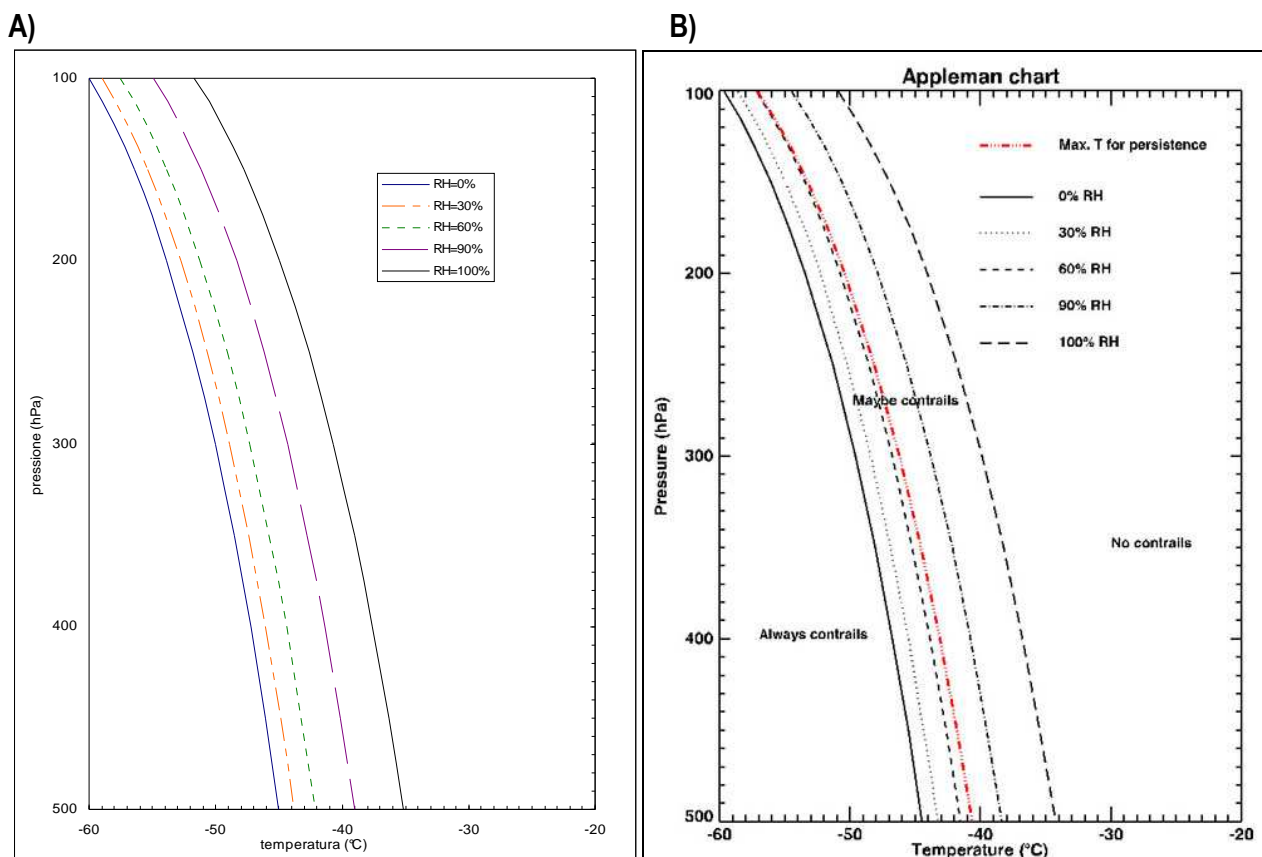 A)
100
200
300
400
500
-60
-50
-40
-30
-20
pressione (hPa)
temperatura (°C)
RH=0%
RH=30%
RH=60%
RH=90%
RH=100%
B)
Appleman chart
100
200
300
400
500
-60
-50
-40
-30
-20
Pressure (hPa)
Temperature (°C)
Max. T for persistence
0% RH
30% RH
60% RH
90% RH
100% RH
Maybe contrails
No contrails
Always contrails